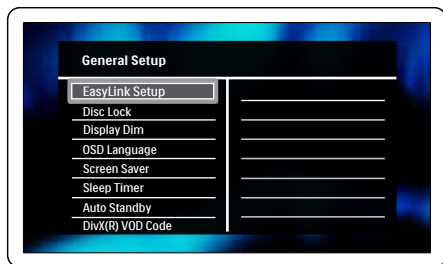 General Setup
EasyLink Setup
Disc Lock
Display Dim
OSD Language
Screen Saver
Sleep Timer
Auto Standby
DivX(R) VOD Code